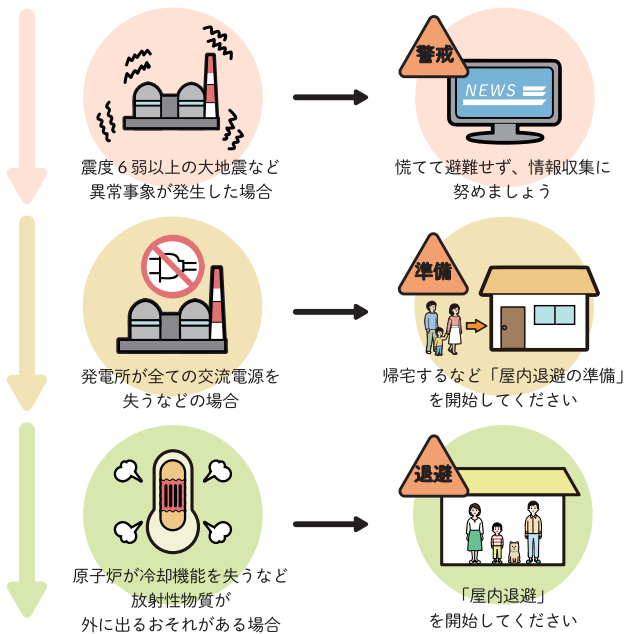 警戒
NEWS
震度６弱以上の大地震など
異常事象が発生した場合
慌てて避難せず、情報収集に
努めましょう
準備
発電所が全ての交流電源を
失うなどの場合
帰宅するなど「屋内退避の準備」
を開始してください
退避
原子炉が冷却機能を失うなど
放射性物質が
外に出るおそれがある場合
「屋内退避」
を開始してください